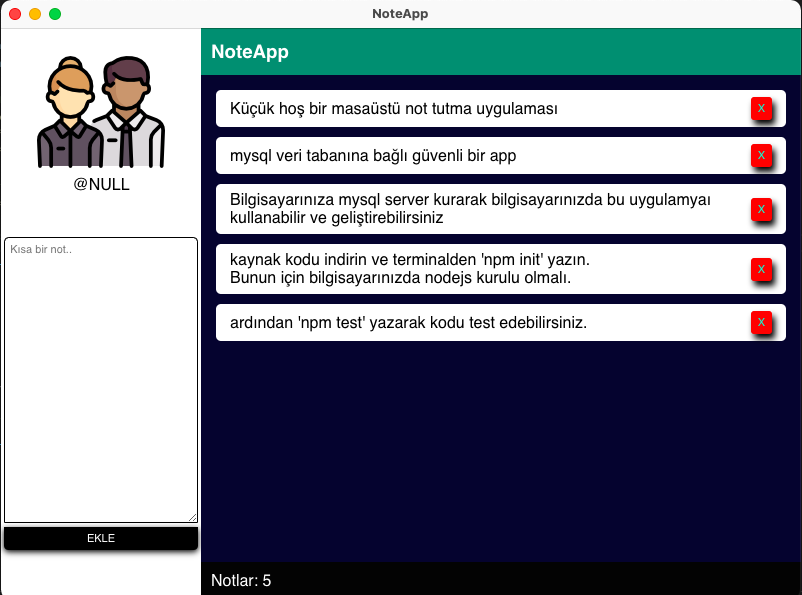 NoteApp
@NULL
Kısa bir not..
EKLE
NoteApp
Küçük hoş bir masaüstü not tutma uygulaması
X
mysql veri tabanına bağlı güvenli bir app
X
Bilgisayarınıza mysql server kurarak bilgisayarınızda bu uygulamyaı
kullanabilir ve geliştirebilirsiniz
X
kaynak kodu indirin ve terminalden 'npm init' yazın.
Bunun için bilgisayarınızda nodejs kurulu olmalı.
X
ardından 'npm test' yazarak kodu test edebilirsiniz.
X
Notlar: 5